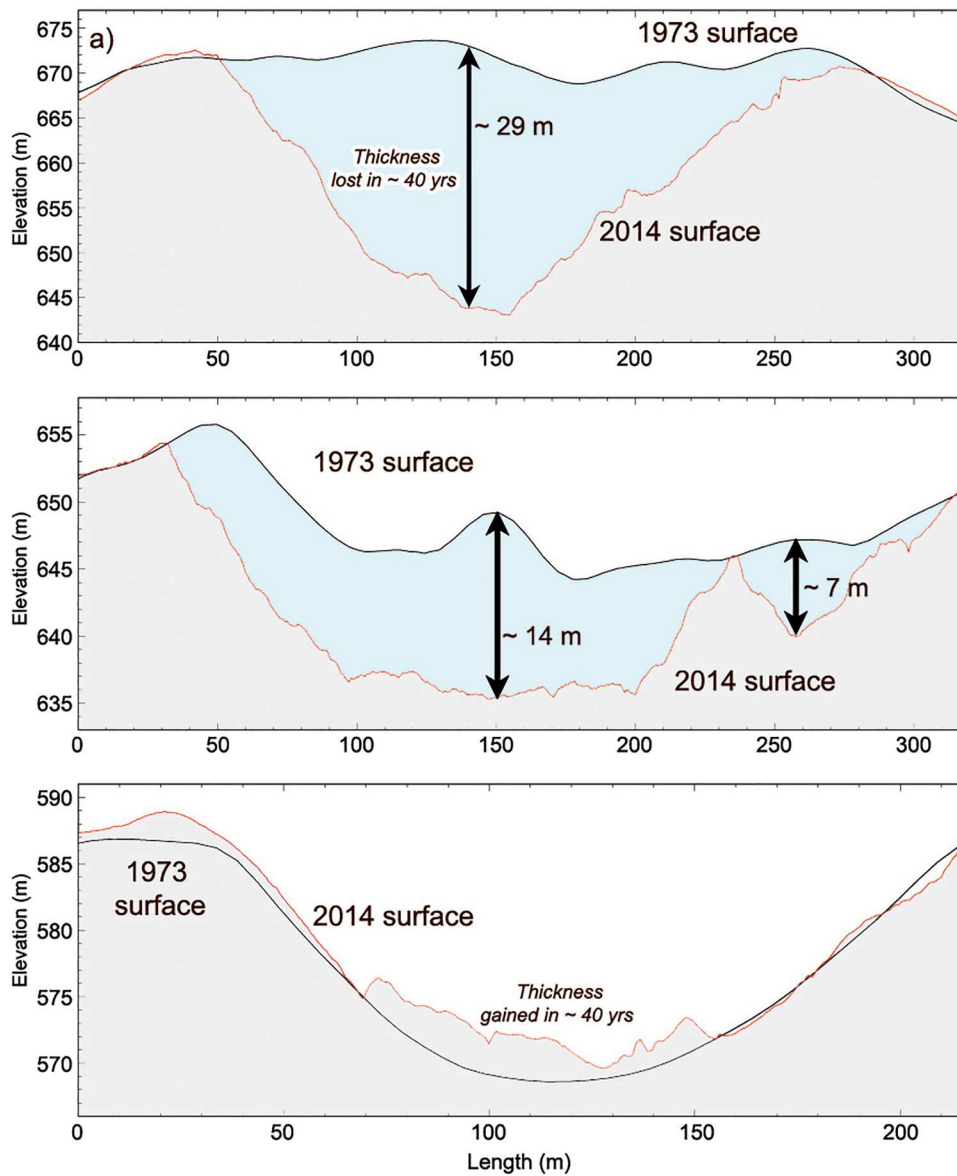 a)
1973 surface
~ 29 m
Thickness
lost in ~ 40 yrs
2014 surface
Elevation (m)
675
670
665
660
655
650
645
640
0 50 100 150 200 250 300
1973 surface
~ 14 m
~ 7 m
2014 surface
Elevation (m)
655
650
645
640
635
0 50 100 150 200 250 300
1973
surface
2014 surface
Thickness
gained in ~ 40 yrs
Elevation (m)
590
585
580
575
570
0 50 100 150 200
Length (m)